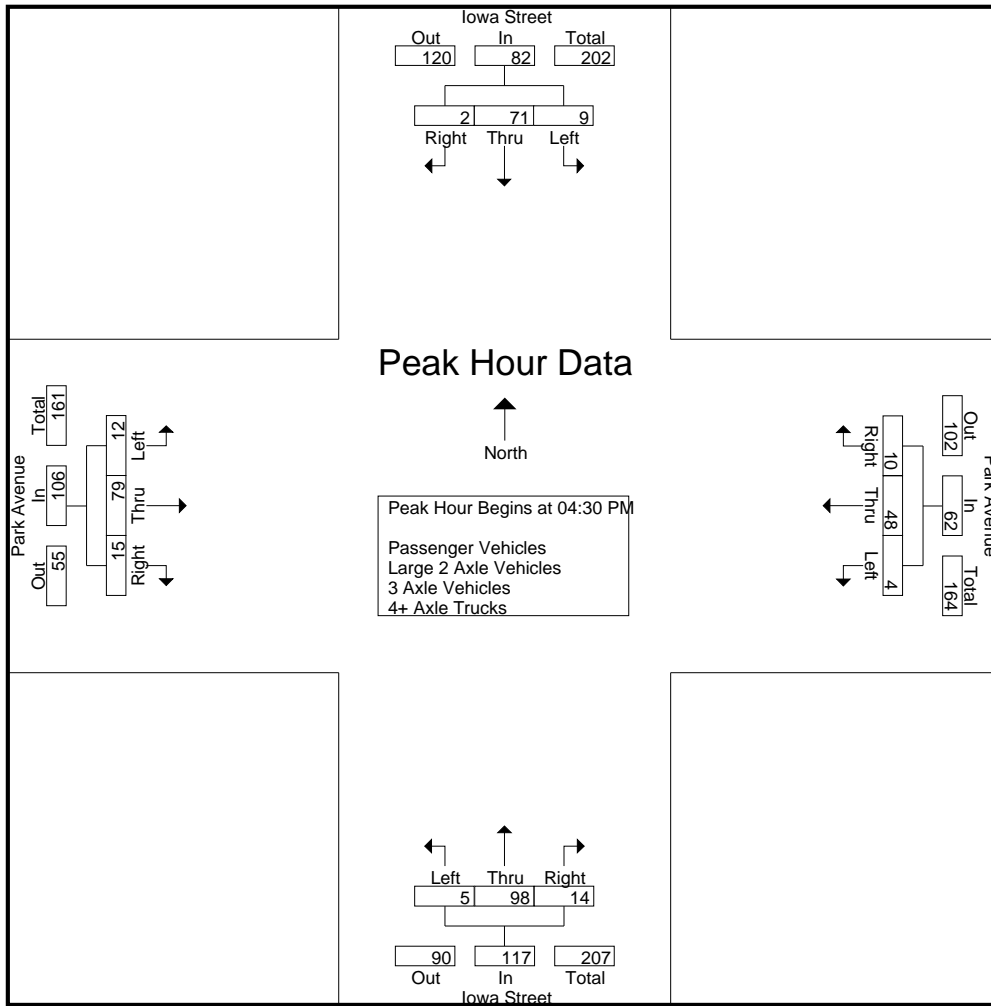 Iowa Street
Out In Total
120 82 202
2 71 9
Right Thru Left
Peak Hour Data
North
Peak Hour Begins at 04:30 PM
Passenger Vehicles
Large 2 Axle Vehicles
3 Axle Vehicles
4+ Axle Trucks
Park Avenue
Out In Total
55 106 161
15 79 12
Right Thru Left
Park Avenue
Out In Total
102 62 164
10 48 4
Right Thru Left
Left Thru Right
5 98 14
90 117 207
Out In Total
Iowa Street